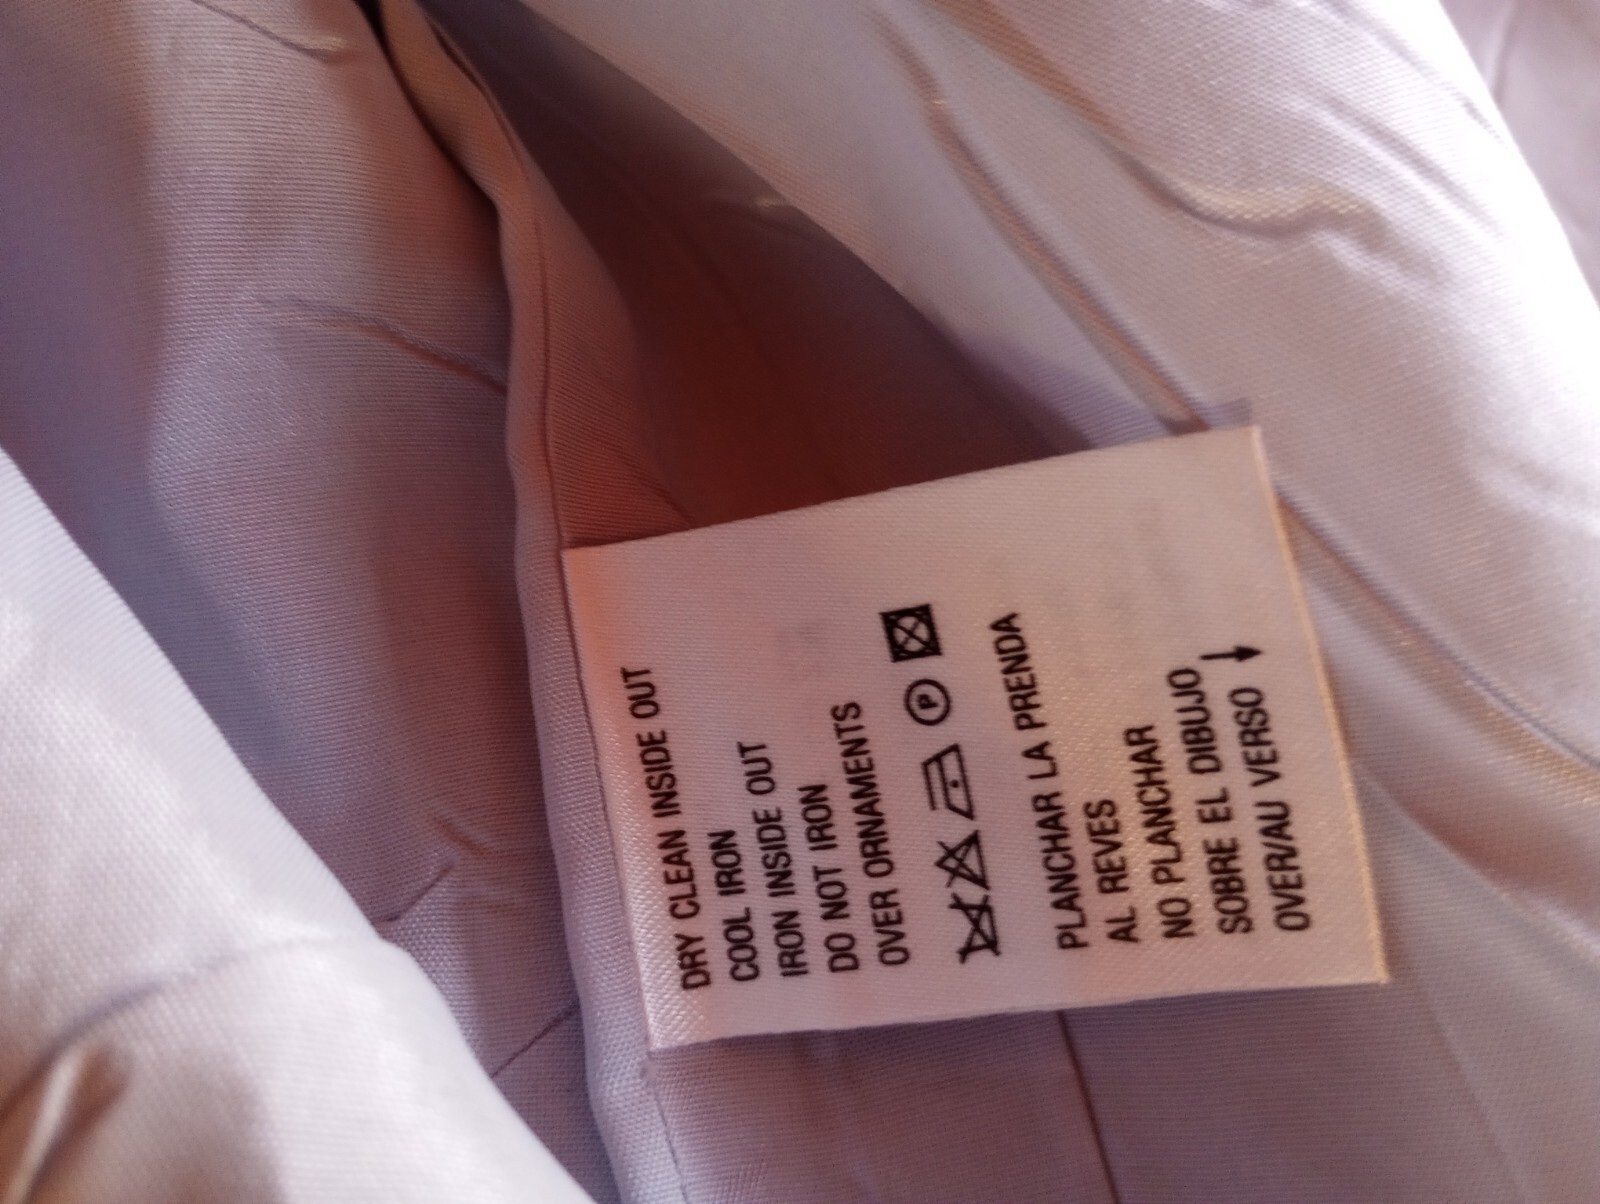 DRY CLEAN INSIDE OUT
COOL IRON
IRON INSIDE OUT
DO NOT IRON
OVER ORNAMENTS
P
PLANCHAR LA PRENDA
AL REVES
NO PLANCHAR
SOBRE EL DIBUJO
OVER/AU VERSO